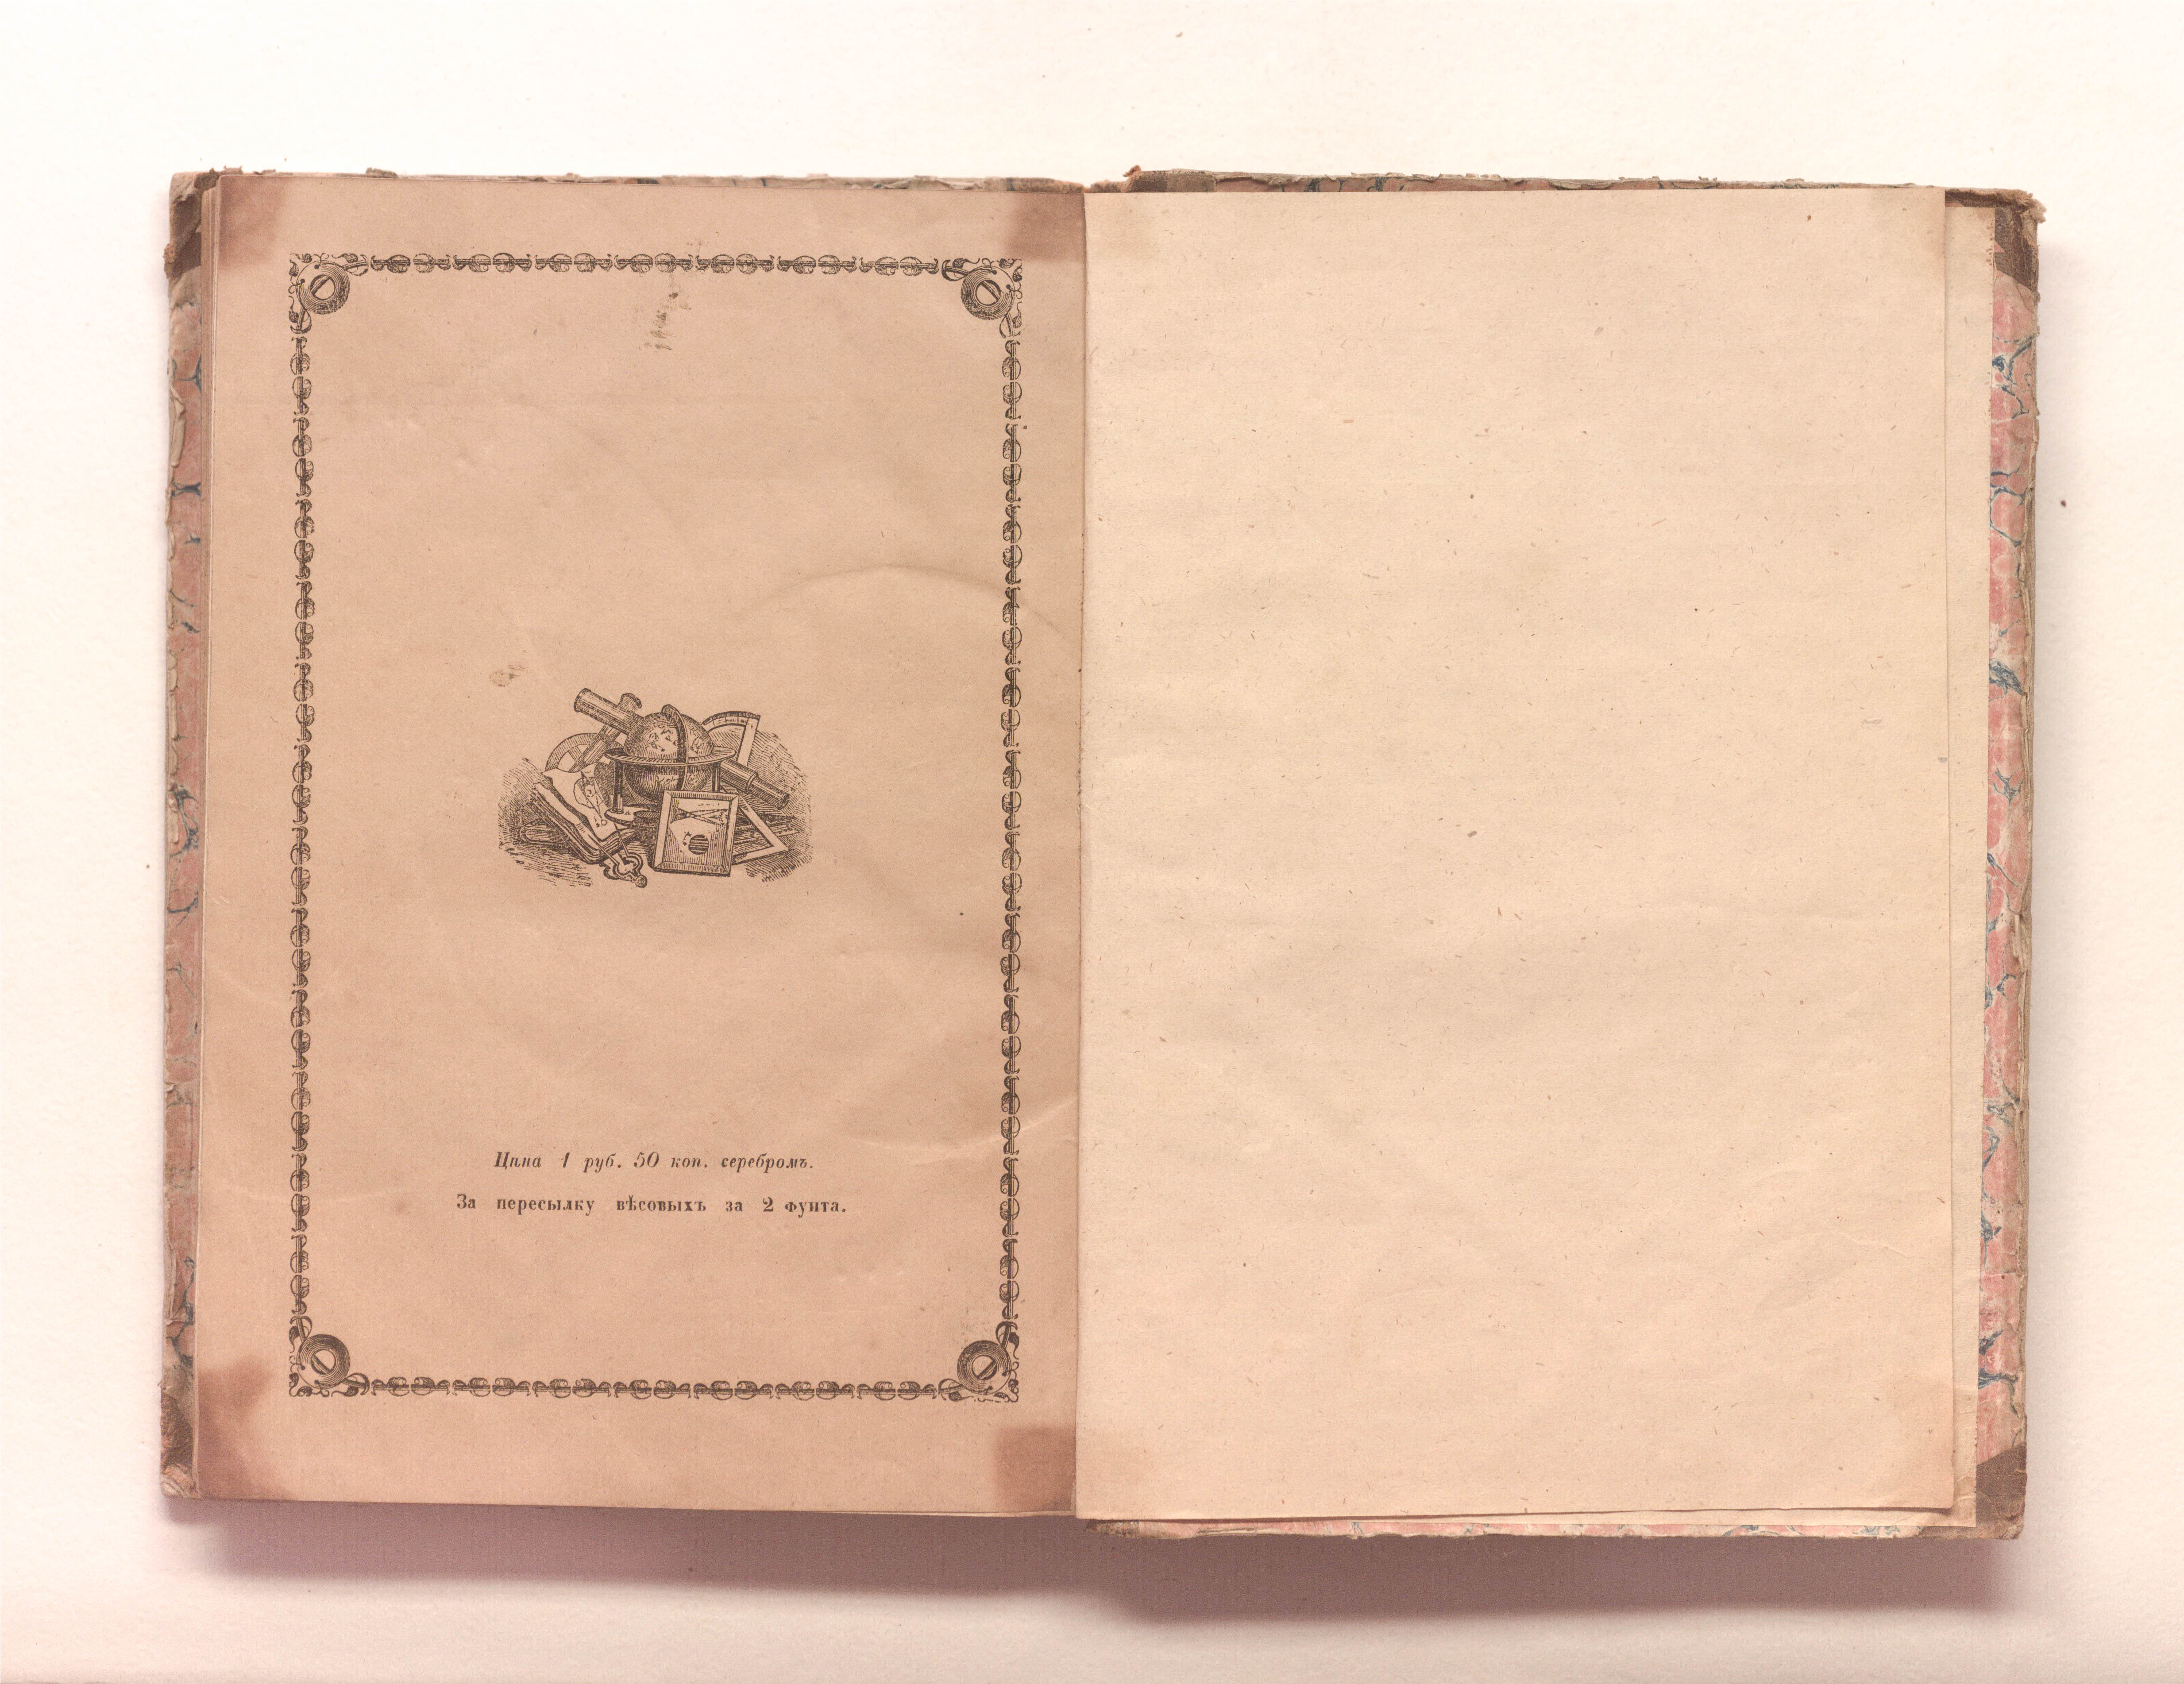 Цѣна 1 руб. 50 коп. серебромъ.
За пересылку вѣсовыхъ за 2 фунта.